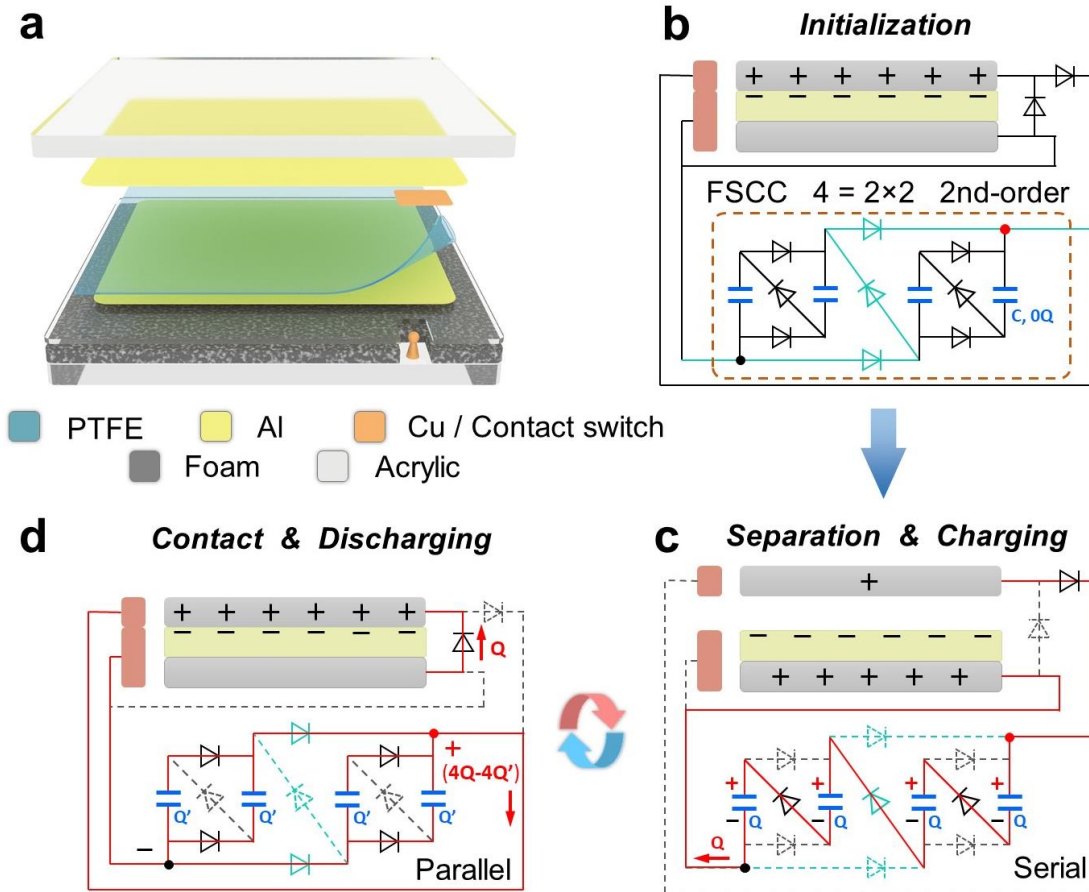 a
PTFE
Al
Cu / Contact switch
Foam
Acrylic
b
Initialization
+ + + + + +
− − − − − −
FSCC 4 = 2×2 2nd-order
C, 0Q
d
Contact & Discharging
+ + + + + +
− − − − − −
Q
+
(4Q-4Q’)
Q’ Q’ Q’ Q’
−
Parallel
c
Separation & Charging
+
− − − − − −
+ + + + +
+ + + +
− − − −
Q Q Q Q
Q
Serial